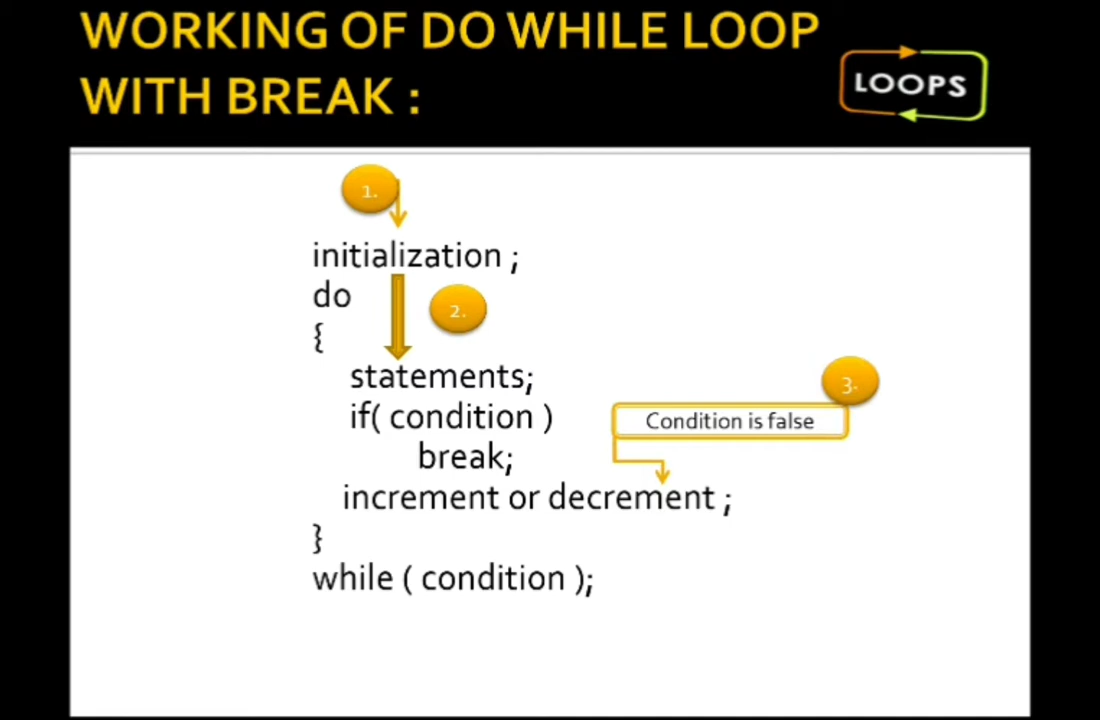 WORKING OF DO WHILE LOOP
WITH BREAK :
LOOPS
1.
initialization ;
do
2.
{
statements;
3.
if( condition )
Condition is false
break;
increment or decrement ;
}
while ( condition );